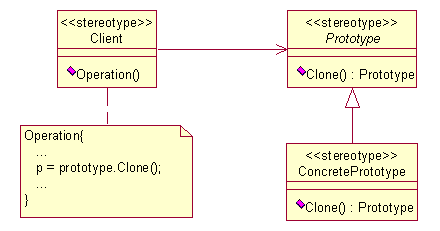 <<stereotype>>
Client
Operation()
<<stereotype>>
Prototype
Clone() : Prototype
Operation{
...
p = prototype.Clone();
...
}
<<stereotype>>
ConcretePrototype
Clone() : Prototype